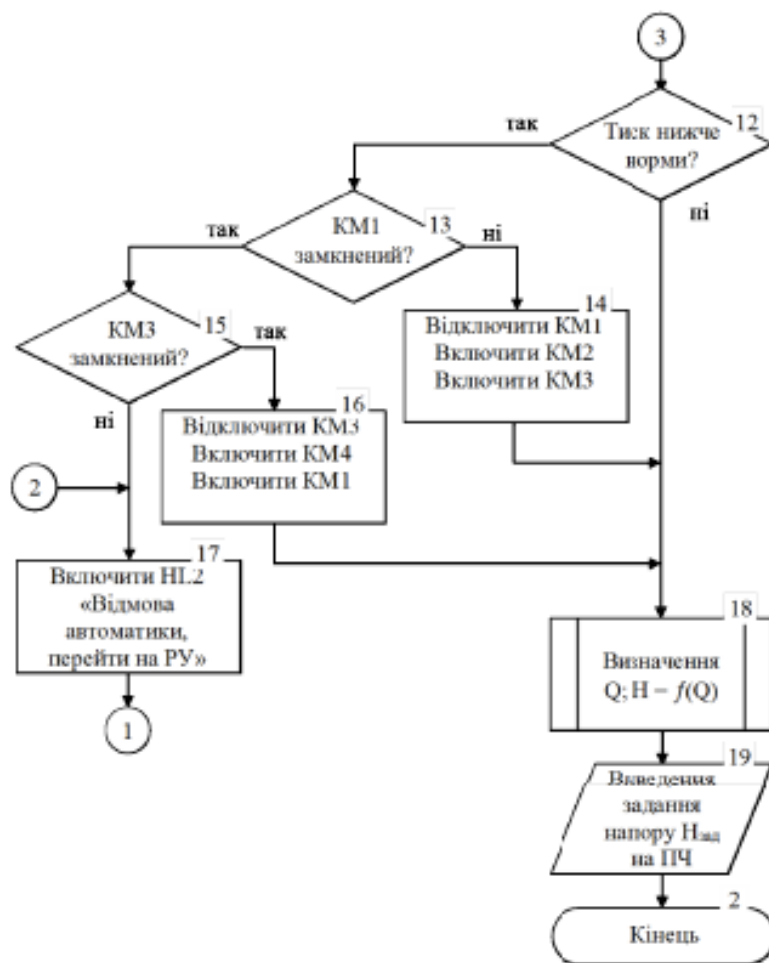 3
12
Тиск нижче
норми?
так
ні
13
КМ1
замкнений?
так
ні
14
Відключити КМ1
Включити КМ2
Включити КМ3
15
КМ3
замкнений?
так
ні
16
Відключити КМ3
Включити КМ4
Включити КМ1
2
17
Включити HL2
«Відмова
автоматики,
перейти на РУ»
1
18
Визначення
Q; H = f(Q)
19
Виведення
задання
напору Hзад
на ПЧ
2
Кінець